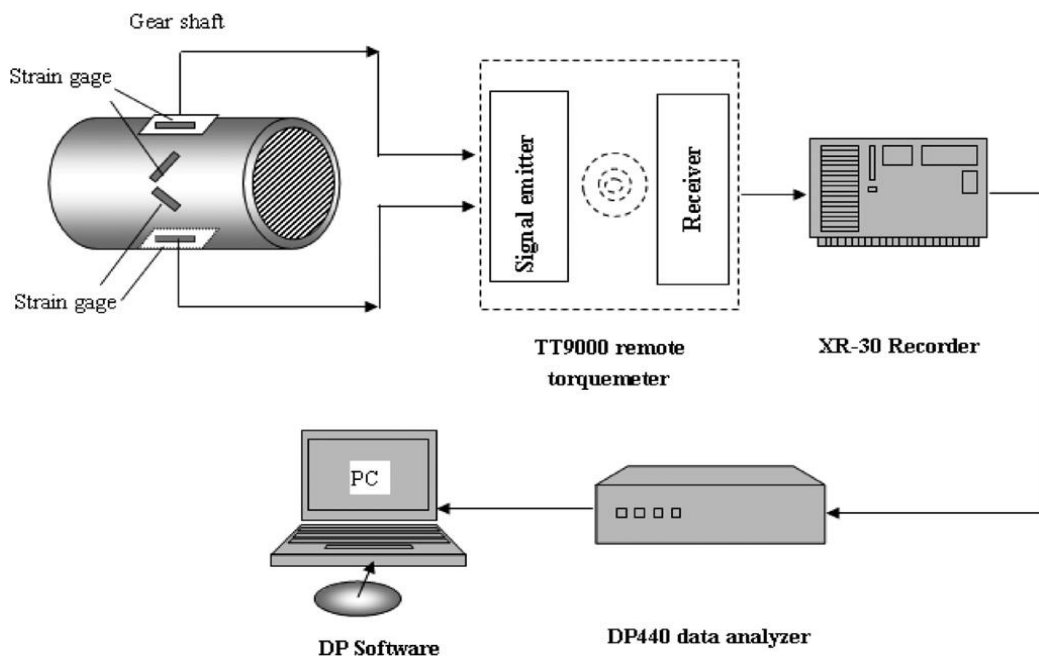 Gear shaft
Strain gage
Strain gage
Signal emitter
Receiver
TT9000 remote
torquemeter
XR-30 Recorder
PC
DP Software
DP440 data analyzer